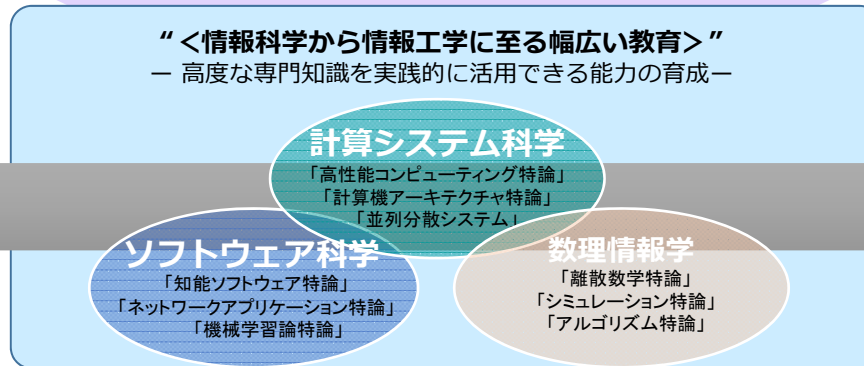 “＜情報科学から情報工学に至る幅広い教育＞”
― 高度な専門知識を実践的に活用できる能力の育成―
計算システム科学
「高性能コンピューティング特論」
「計算機アーキテクチャ特論」
「並列分散システム」
ソフトウェア科学
「知能ソフトウェア特論」
「ネットワークアプリケーション特論」
「機械学習論特論」
数理情報学
「離散数学特論」
「シミュレーション特論」
「アルゴリズム特論」